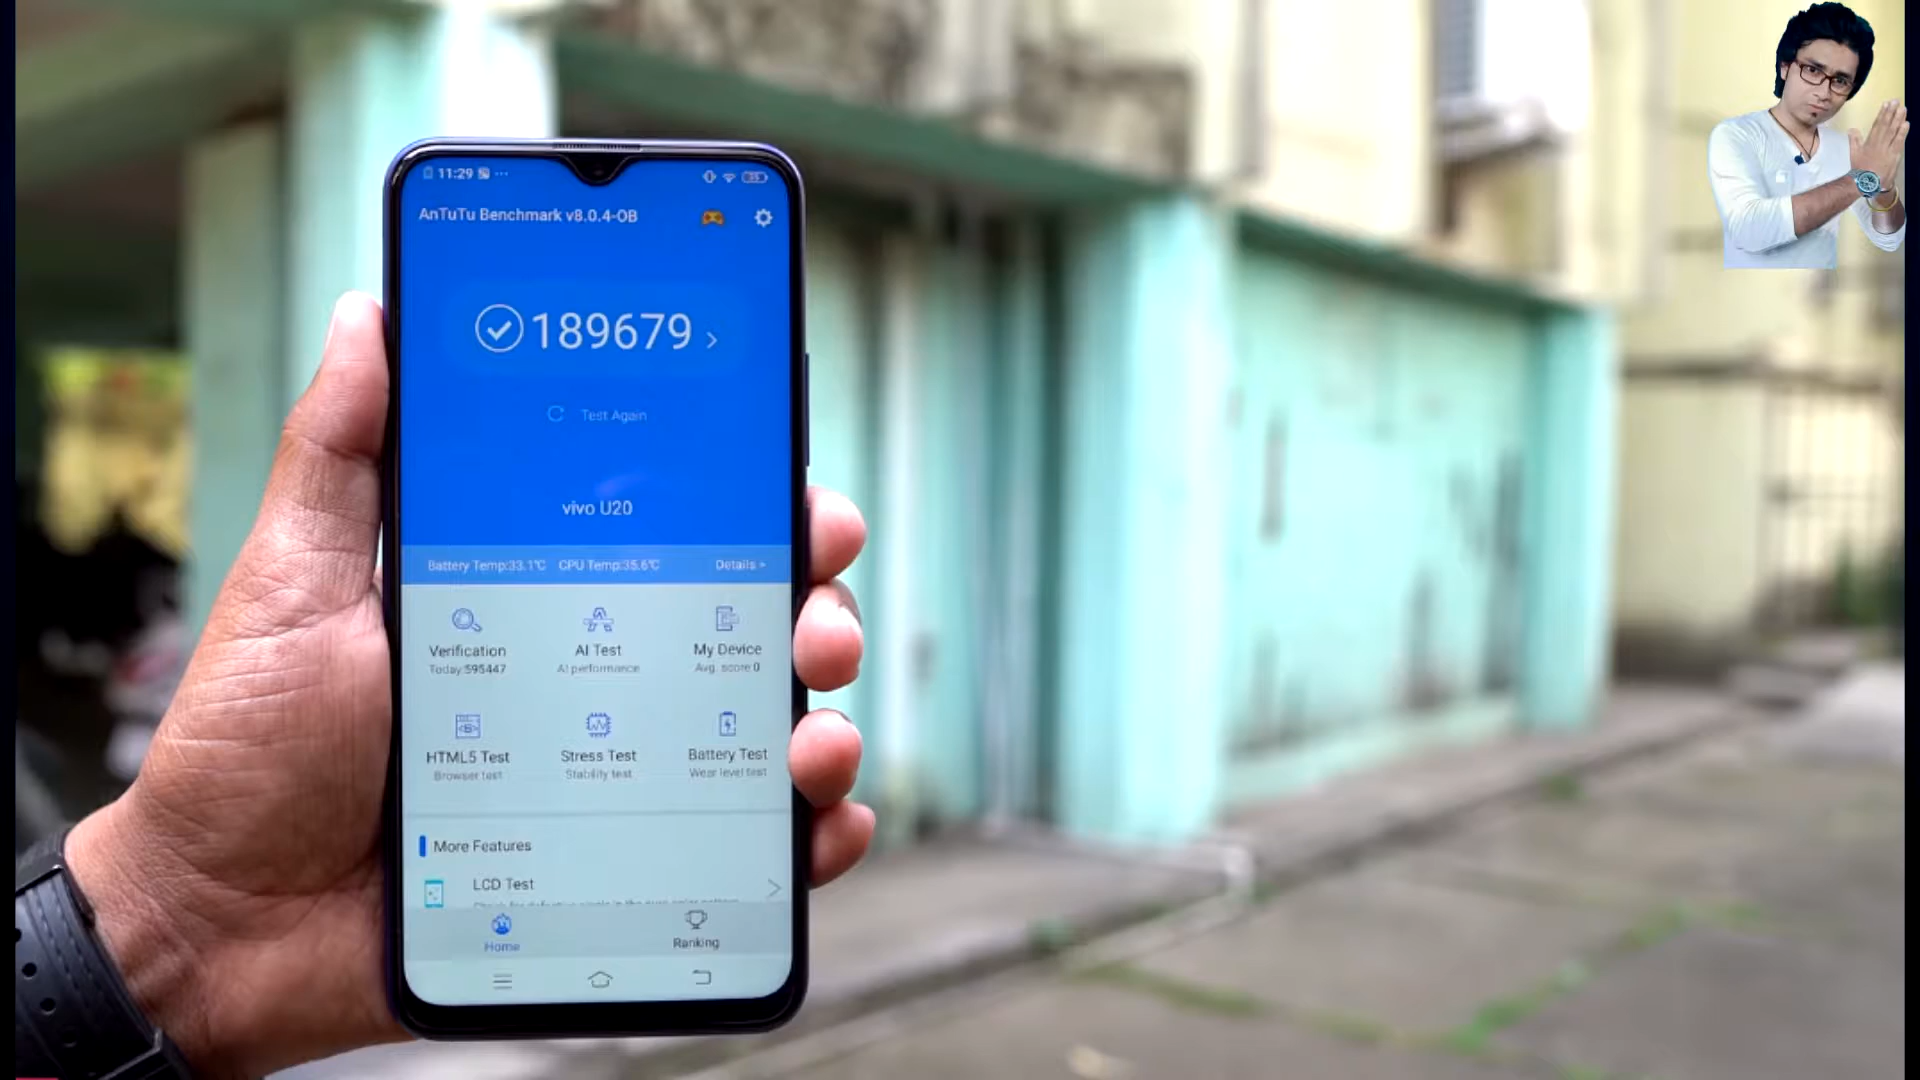 11:29
35
AnTuTu Benchmark v8.0.4-OB
189679
Test Again
vivo U20
Battery Temp:33.1°C CPU Temp:35.6°C Details >
Verification AI Test My Device
Today:595447 AI performance Avg. score 0
HTML5 Test Stress Test Battery Test
Browser test Stability test Wear level test
More Features
LCD Test
Home Ranking